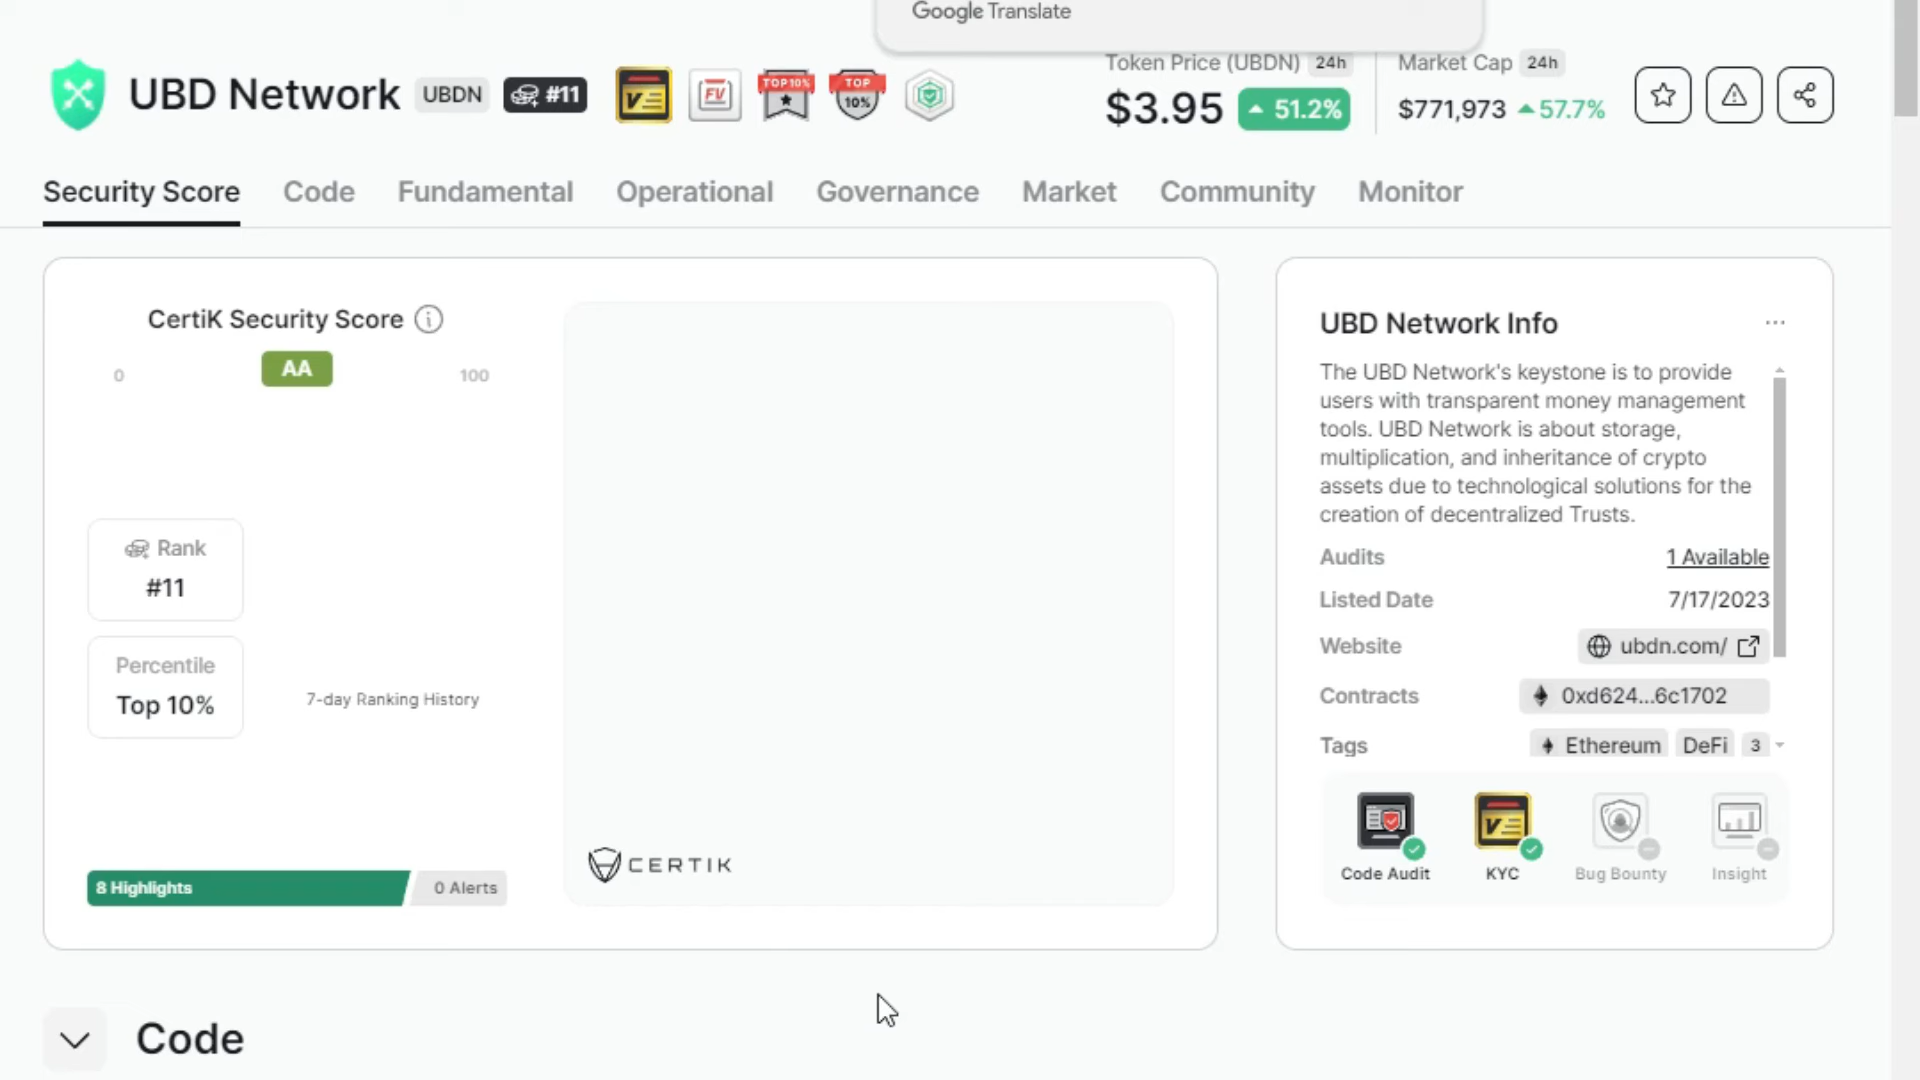 Google Translate
UBD Network UBDN #11
FV
TOP10%
TOP
10%
Token Price (UBDN) 24h
$3.95 51.2%
Market Cap 24h
$771,973 57.7%
Security Score Code Fundamental Operational Governance Market Community Monitor
CertiK Security Score
0 AA 100
Rank
#11
Percentile
Top 10%
7-day Ranking History
8 Highlights 0 Alerts
CERTIK
UBD Network Info
The UBD Network's keystone is to provide
users with transparent money management
tools. UBD Network is about storage,
multiplication, and inheritance of crypto
assets due to technological solutions for the
creation of decentralized Trusts.
Audits 1 Available
Listed Date 7/17/2023
Website ubdn.com/
Contracts 0xd624...6c1702
Tags Ethereum DeFi 3
Code Audit KYC Bug Bounty Insight
Code